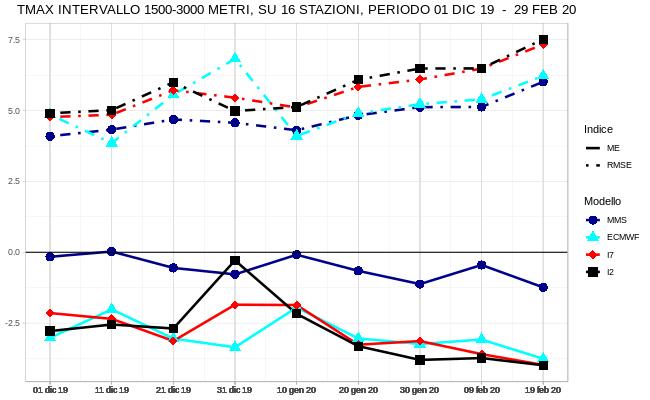 TMAX INTERVALLO 1500-3000 METRI, SU 16 STAZIONI, PERIODO 01 DIC 19 - 29 FEB 20
7.5
5.0
2.5
0.0
-2.5
01 dic 19 11 dic 19 21 dic 19 31 dic 19 10 gen 20 20 gen 20 30 gen 20 09 feb 20 19 feb 20
Indice
ME
RMSE
Modello
MMS
ECMWF
I7
I2